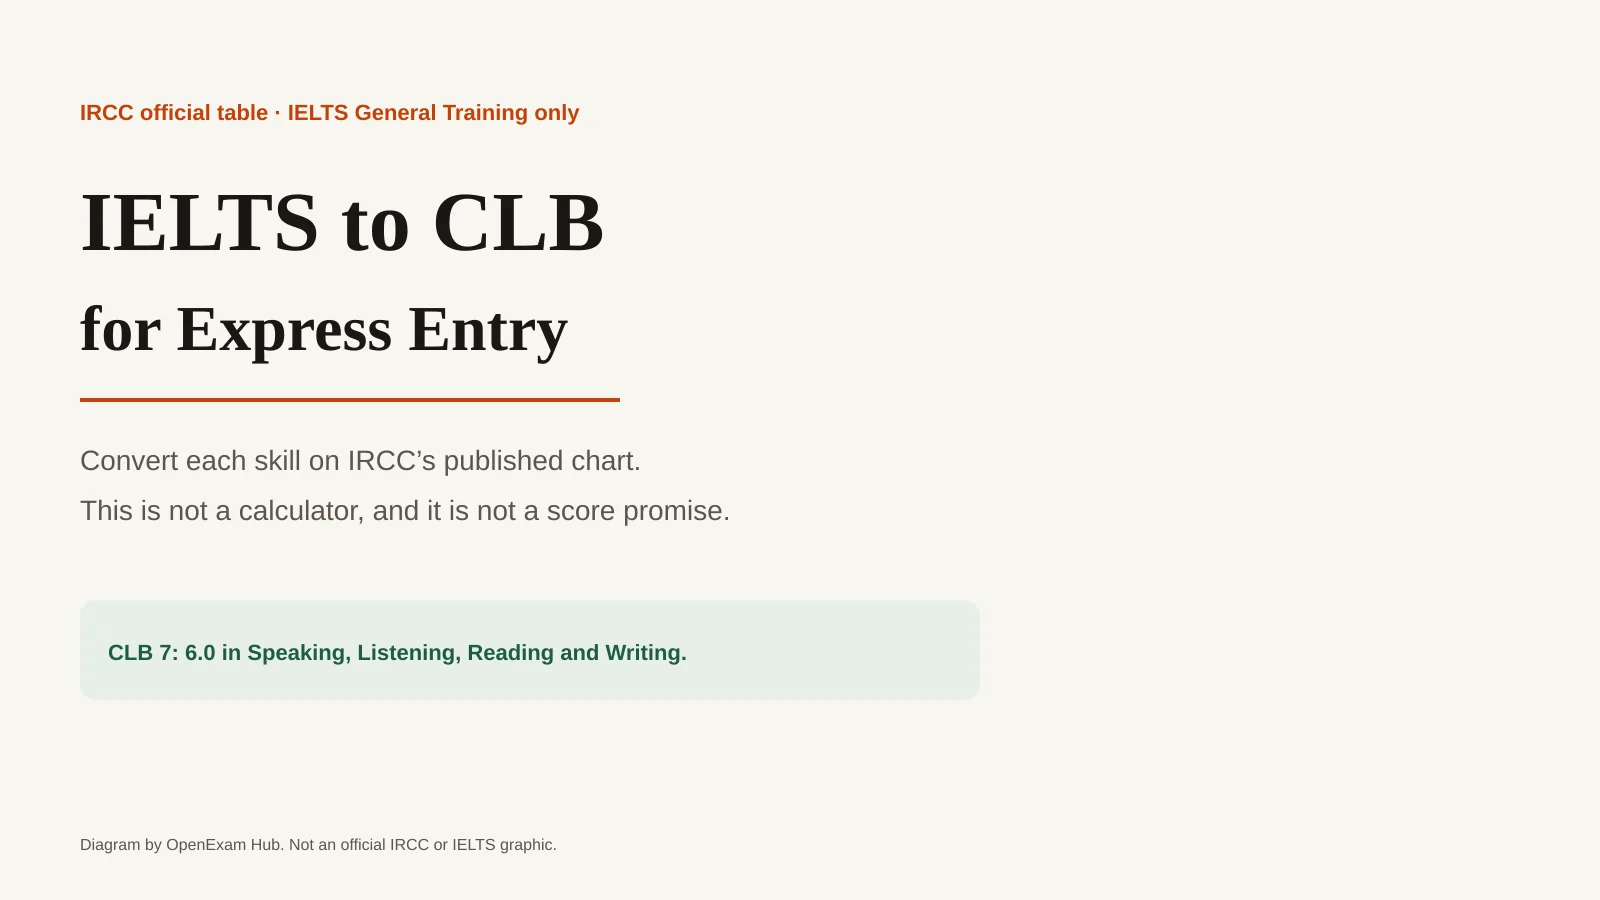 IRCC official table · IELTS General Training only
IELTS to CLB
for Express Entry
Convert each skill on IRCC’s published chart.
This is not a calculator, and it is not a score promise.
CLB 7: 6.0 in Speaking, Listening, Reading and Writing.
Diagram by OpenExam Hub. Not an official IRCC or IELTS graphic.